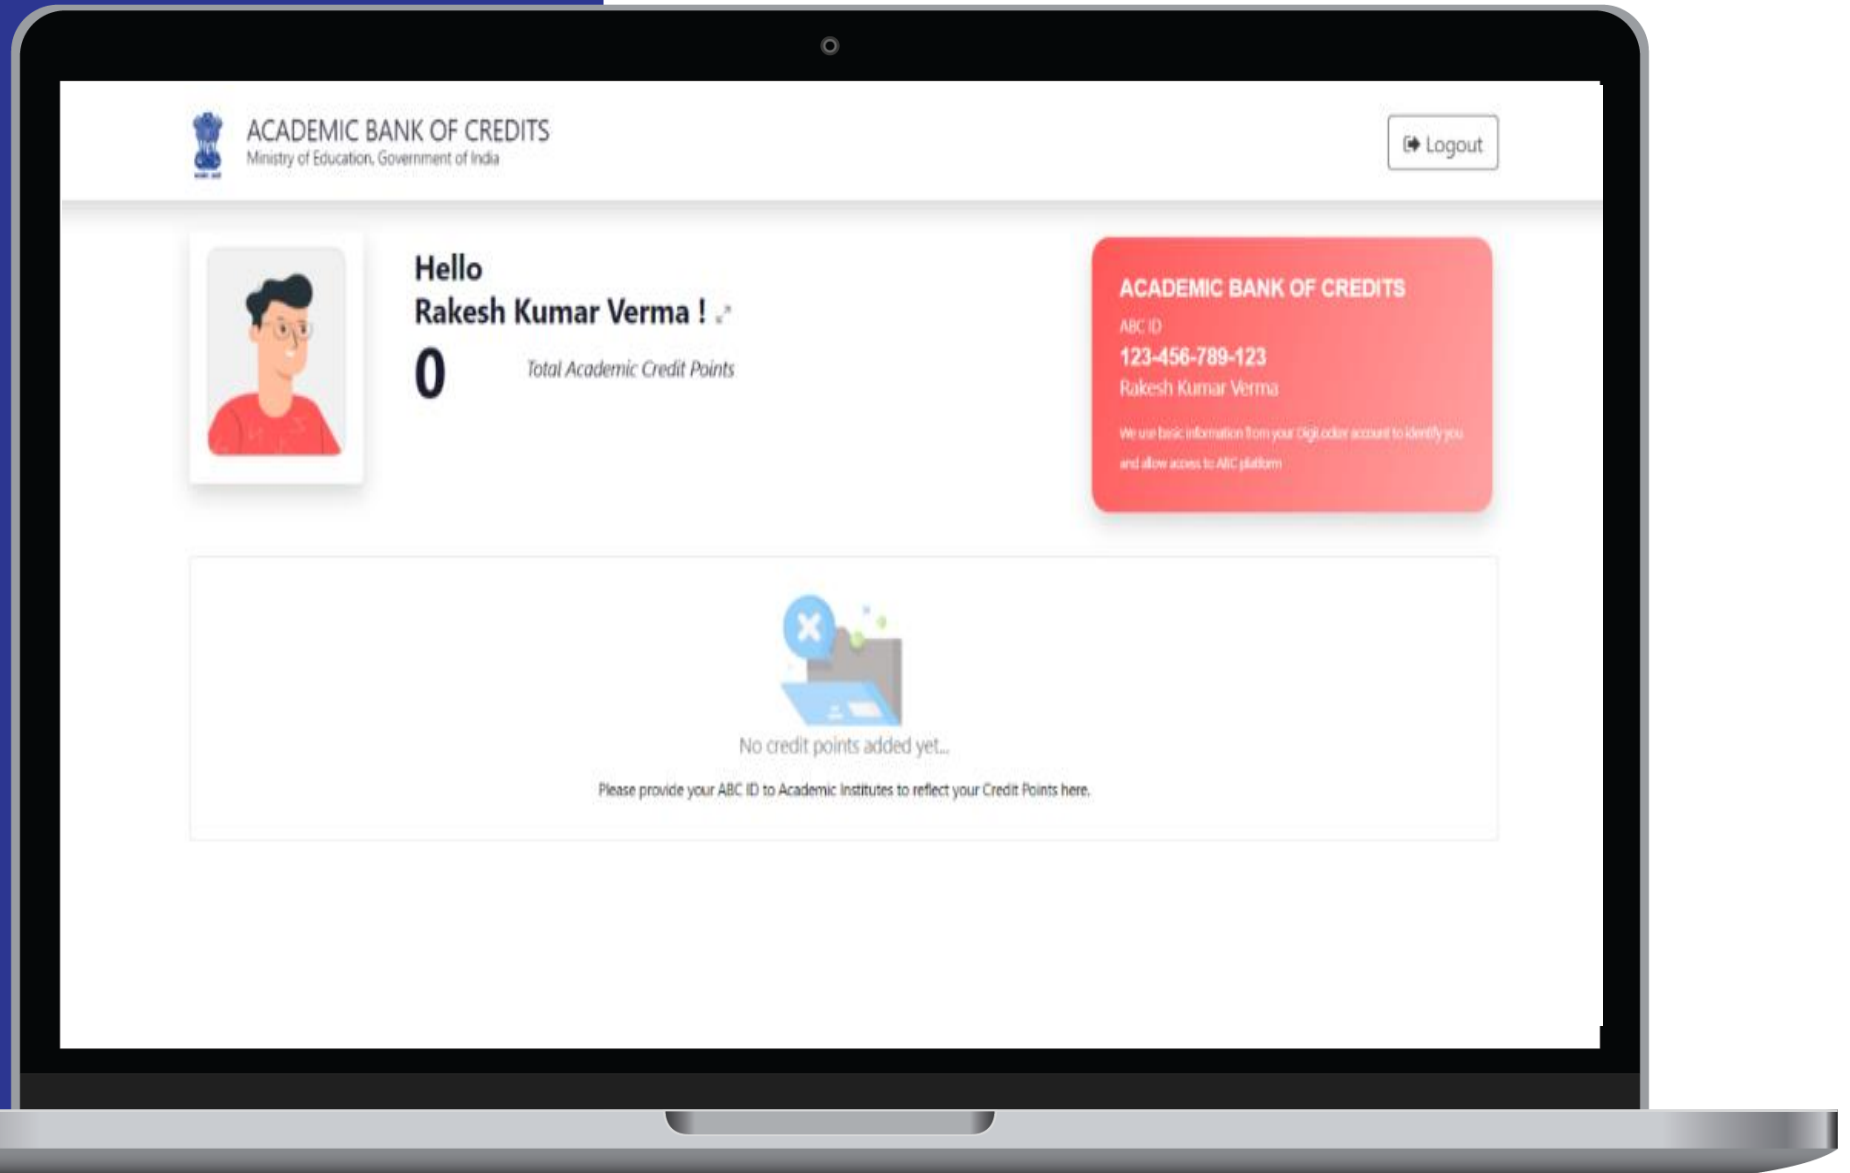 ACADEMIC BANK OF CREDITS
Ministry of Education, Government of India
Logout
Hello
Rakesh Kumar Verma !
0
Total Academic Credit Points
ACADEMIC BANK OF CREDITS
ABC ID
123-456-789-123
Rakesh Kumar Verma
We use basic information from your DigiLocker account to identify you
and allow access to ABC platform
No credit points added yet...
Please provide your ABC ID to Academic Institutes to reflect your Credit Points here.